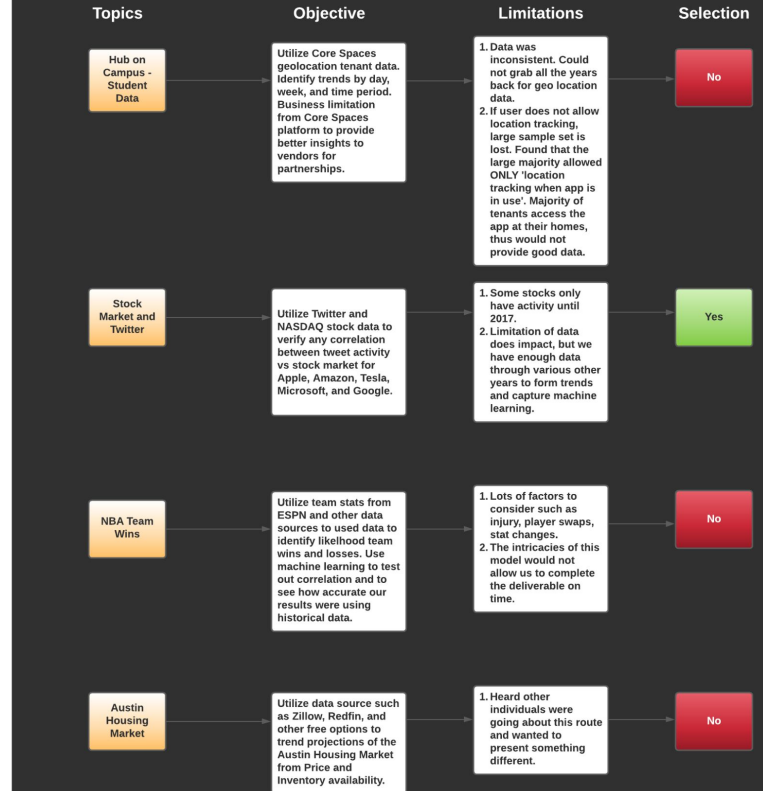 Topics
Objective
Limitations
Selection
Hub on
Campus -
Student
Data
Utilize Core Spaces
geolocation tenant data.
Identify trends by day,
week, and time period.
Business limitation
from Core Spaces
platform to provide
better insights to
vendors for
partnerships.
1. Data was
inconsistent. Could
not grab all the years
back for geo location
data.
2. If user does not allow
location tracking,
large sample set is
lost. Found that the
large majority allowed
ONLY 'location
tracking when app is
in use'. Majority of
tenants access the
app at their homes,
thus would not
provide good data.
No
Stock
Market and
Twitter
Utilize Twitter and
NASDAQ stock data to
verify any correlation
between tweet activity
vs stock market for
Apple, Amazon, Tesla,
Microsoft, and Google.
1. Some stocks only
have activity until
2017.
2. Limitation of data
does impact, but we
have enough data
through various other
years to form trends
and capture machine
learning.
Yes
NBA Team
Wins
Utilize team stats from
ESPN and other data
sources to used data to
identify likelhood team
wins and losses. Use
machine learning to test
out correlation and to
see how accurate our
results were using
historical data.
1. Lots of factors to
consider such as
injury, player swaps,
stat changes.
2. The intricacies of this
model would not
allow us to complete
the deliverable on
time.
No
Austin
Housing
Market
Utilize data source such
as Zillow, Redfin, and
other free options to
trend projections of the
Austin Housing Market
from Price and
Inventory availability.
1. Heard other
individuals were
going about this route
and wanted to
present something
different.
No